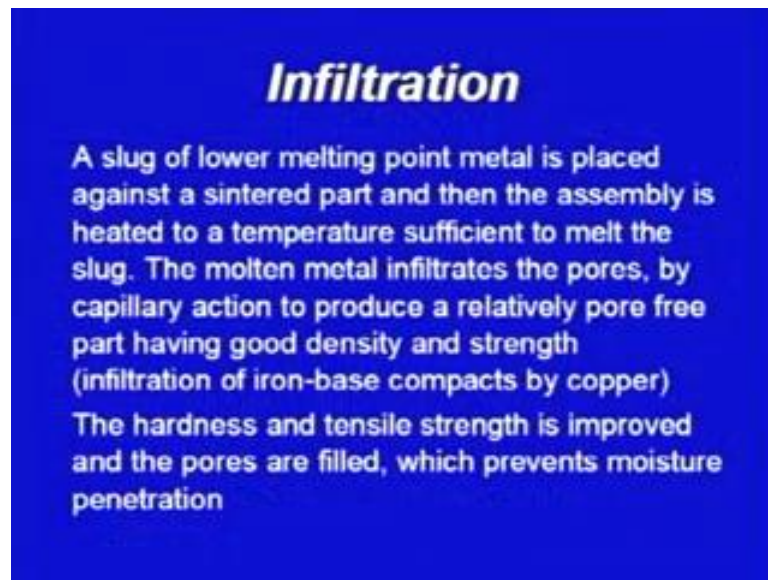 Infiltration
A slug of lower melting point metal is placed
against a sintered part and then the assembly is
heated to a temperature sufficient to melt the
slug. The molten metal infiltrates the pores, by
capillary action to produce a relatively pore free
part having good density and strength
(infiltration of iron-base compacts by copper)
The hardness and tensile strength is improved
and the pores are filled, which prevents moisture
penetration